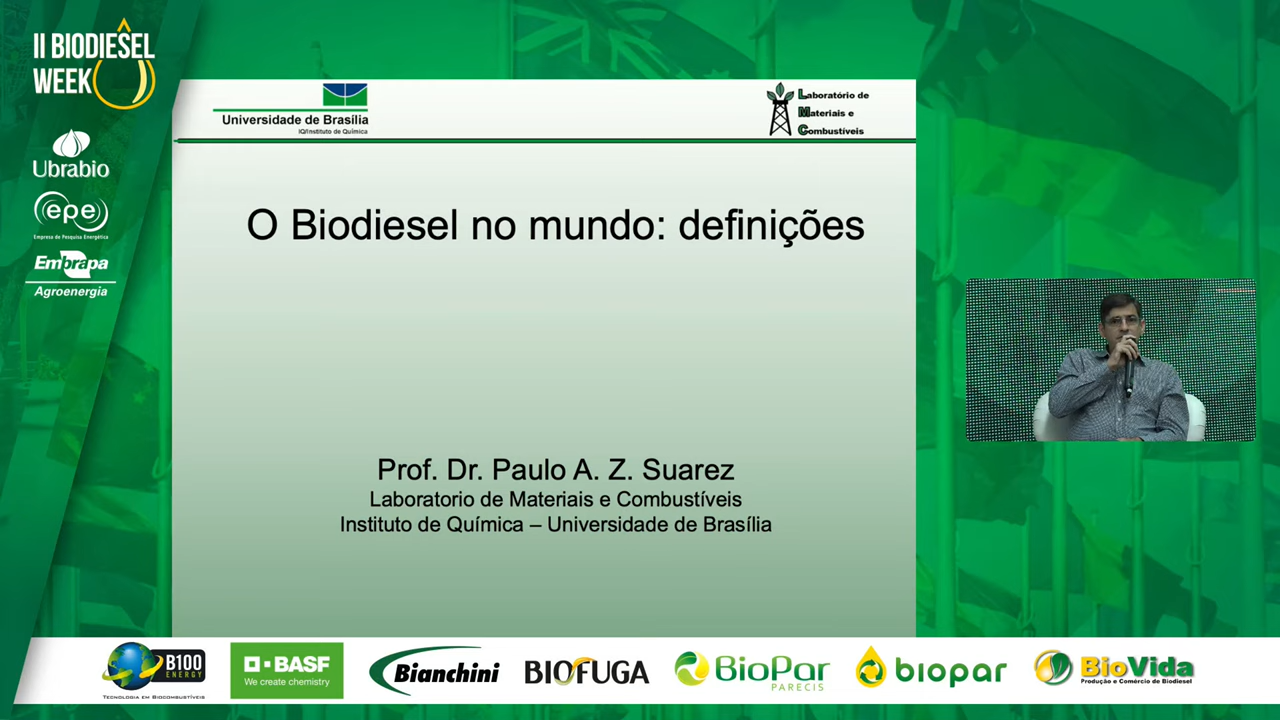 II BIODIESEL
WEEK
Ubrabio
epe
Empresa de Pesquisa Energética
Embrapa
Agroenergia
Universidade de Brasília
IQ/Instituto de Química
Laboratório de
Materiais e
Combustíveis
O Biodiesel no mundo: definições
Prof. Dr. Paulo A. Z. Suarez
Laboratorio de Materiais e Combustíveis
Instituto de Química – Universidade de Brasília
B100
ENERGY
TECNOLOGIA EM BIOCOMBUSTÍVEIS
BASF
We create chemistry
Bianchini
BIOFUGA
BioPar
PARECIS
biopar
BioVida
Produção e Comércio de Biodiesel